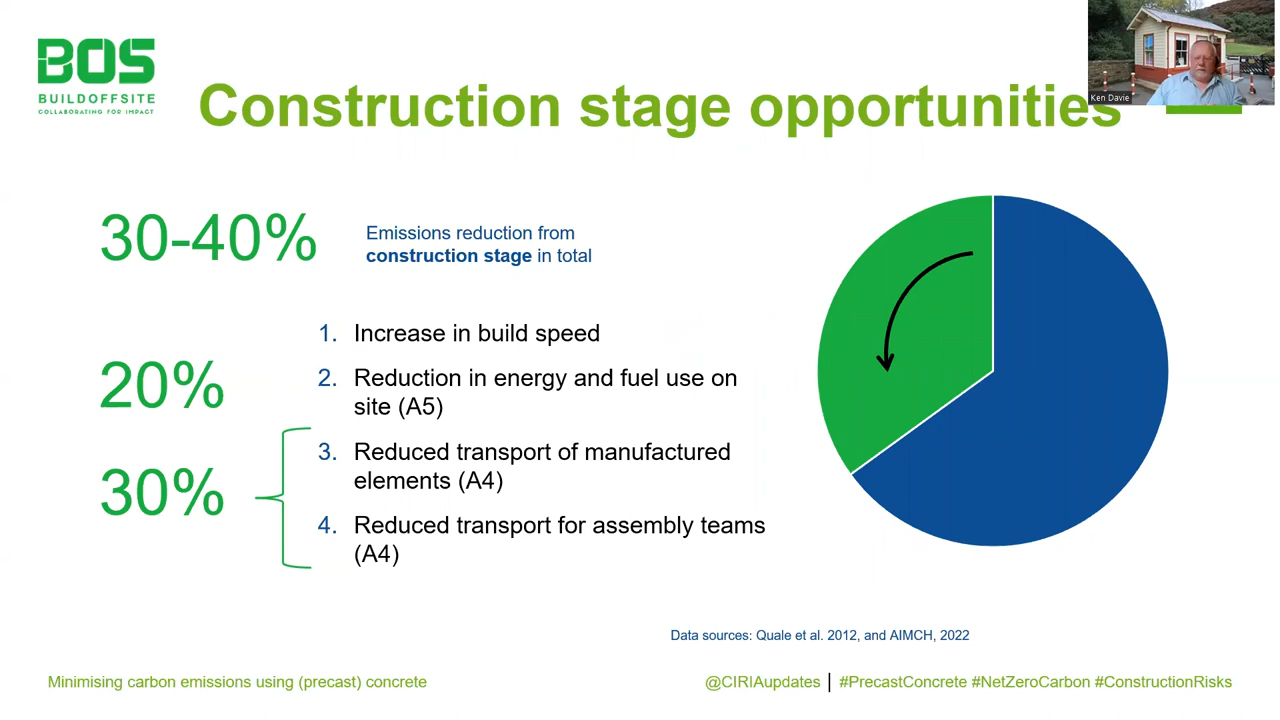 BOS
BUILDOFFSITE
COLLABORATING FOR IMPACT
Construction stage opportunities
Ken Davie
30-40%
Emissions reduction from
construction stage in total
1. Increase in build speed
20%
2. Reduction in energy and fuel use on
site (A5)
30%
3. Reduced transport of manufactured
elements (A4)
4. Reduced transport for assembly teams
(A4)
Data sources: Quale et al. 2012, and AIMCH, 2022
Minimising carbon emissions using (precast) concrete
@CIRIAupdates | #PrecastConcrete #NetZeroCarbon #ConstructionRisks